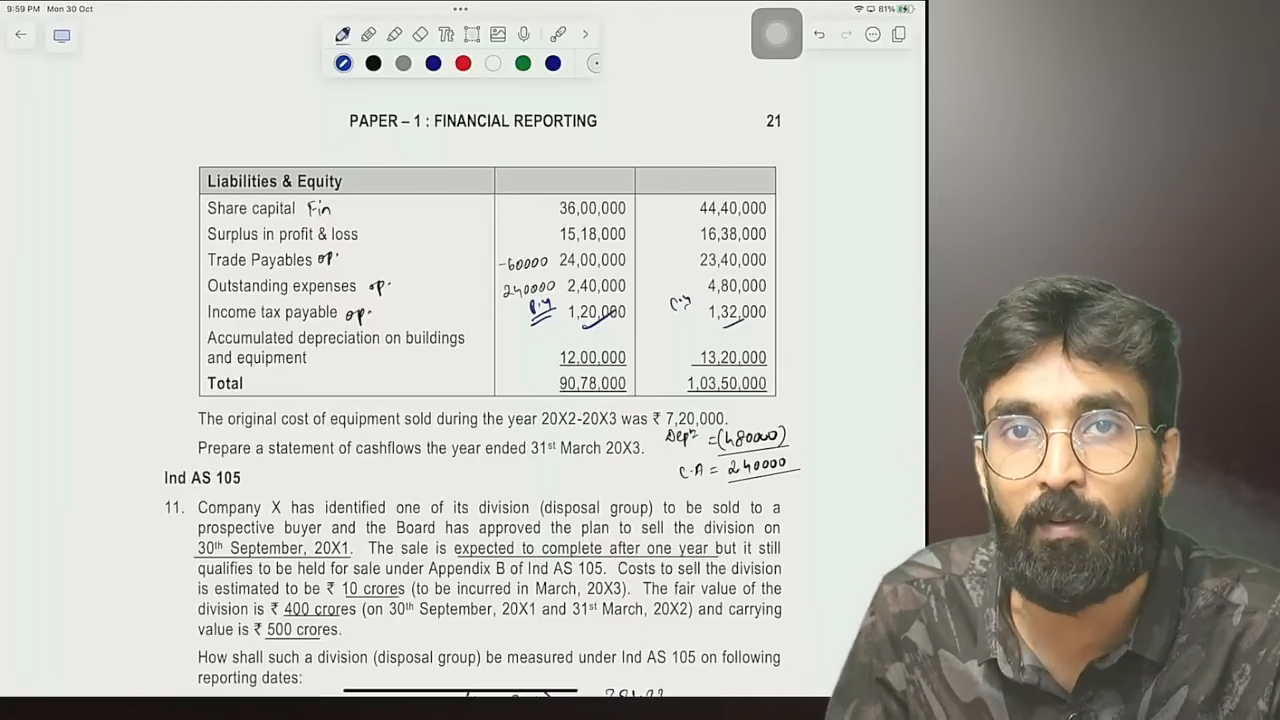 9:59 PM Mon 30 Oct
81%
PAPER – 1 : FINANCIAL REPORTING 21
Liabilities & Equity
Share capital Fin 36,00,000 44,40,000
Surplus in profit & loss 15,18,000 16,38,000
Trade Payables op. -60000 24,00,000 23,40,000
Outstanding expenses op. 240000 2,40,000 4,80,000
Income tax payable op. P.Y 1,20,000 C.Y 1,32,000
Accumulated depreciation on buildings
and equipment 12,00,000 13,20,000
Total 90,78,000 1,03,50,000
The original cost of equipment sold during the year 20X2-20X3 was ₹ 7,20,000.
Depn = (480000)
Prepare a statement of cashflows the year ended 31st March 20X3.
C.A = 240000
Ind AS 105
11. Company X has identified one of its division (disposal group) to be sold to a
prospective buyer and the Board has approved the plan to sell the division on
30th September, 20X1. The sale is expected to complete after one year but it still
qualifies to be held for sale under Appendix B of Ind AS 105. Costs to sell the division
is estimated to be ₹ 10 crores (to be incurred in March, 20X3). The fair value of the
division is ₹ 400 crores (on 30th September, 20X1 and 31st March, 20X2) and carrying
value is ₹ 500 crores.
How shall such a division (disposal group) be measured under Ind AS 105 on following
reporting dates: